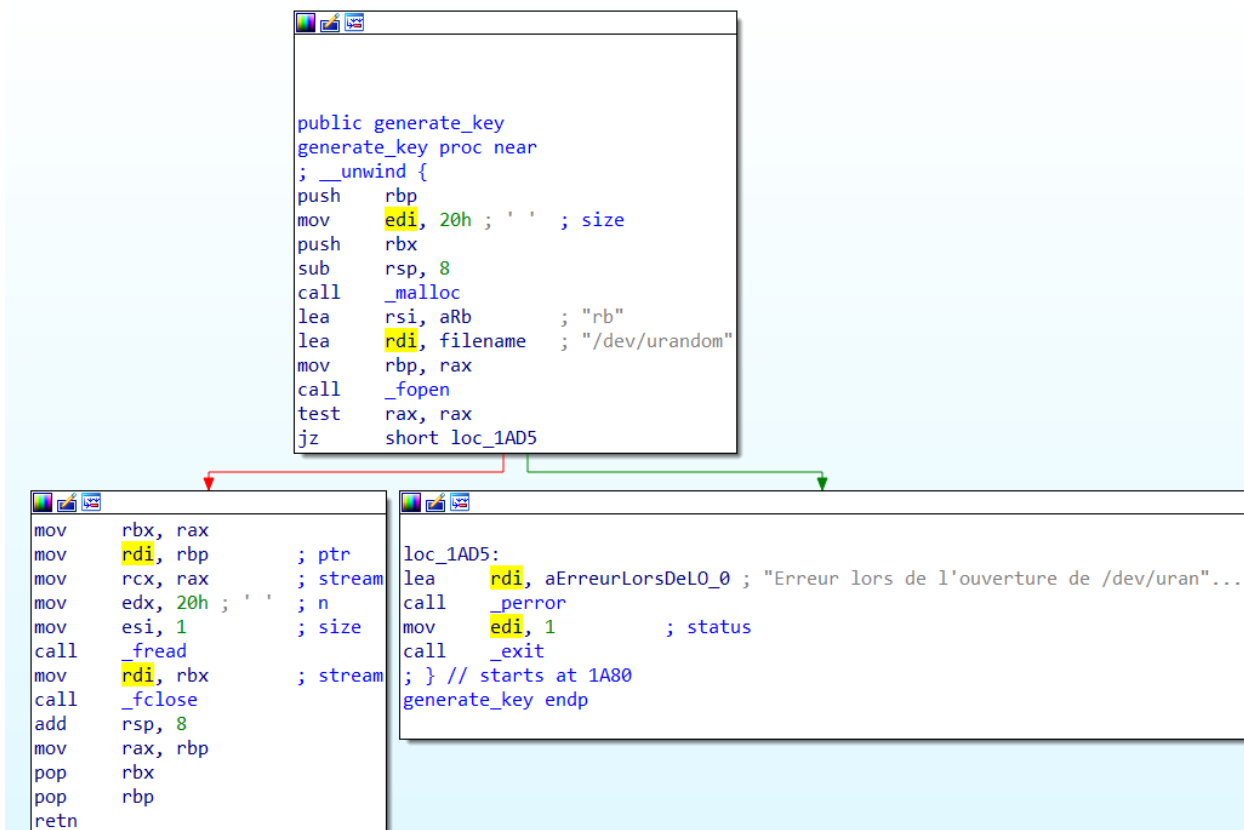 public generate_key
generate_key proc near
; __unwind {
push rbp
mov edi, 20h ; ' ' ; size
push rbx
sub rsp, 8
call _malloc
lea rsi, aRb ; "rb"
lea rdi, filename ; "/dev/urandom"
mov rbp, rax
call _fopen
test rax, rax
jz short loc_1AD5
mov rbx, rax
mov rdi, rbp ; ptr
mov rcx, rax ; stream
mov edx, 20h ; ' ' ; n
mov esi, 1 ; size
call _fread
mov rdi, rbx ; stream
call _fclose
add rsp, 8
mov rax, rbp
pop rbx
pop rbp
retn
loc_1AD5:
lea rdi, aErreurLorsDeLO_0 ; "Erreur lors de l'ouverture de /dev/uran"...
call _perror
mov edi, 1 ; status
call _exit
; } // starts at 1A80
generate_key endp